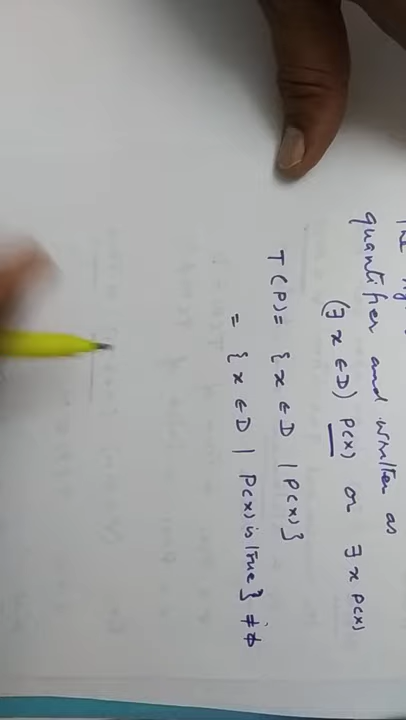 quantifier and written as
(∃ x ∈ D) P(x) or ∃ x P(x)
T(P) = { x ∈ D | P(x) }
= { x ∈ D | P(x) is true } ≠ ϕ